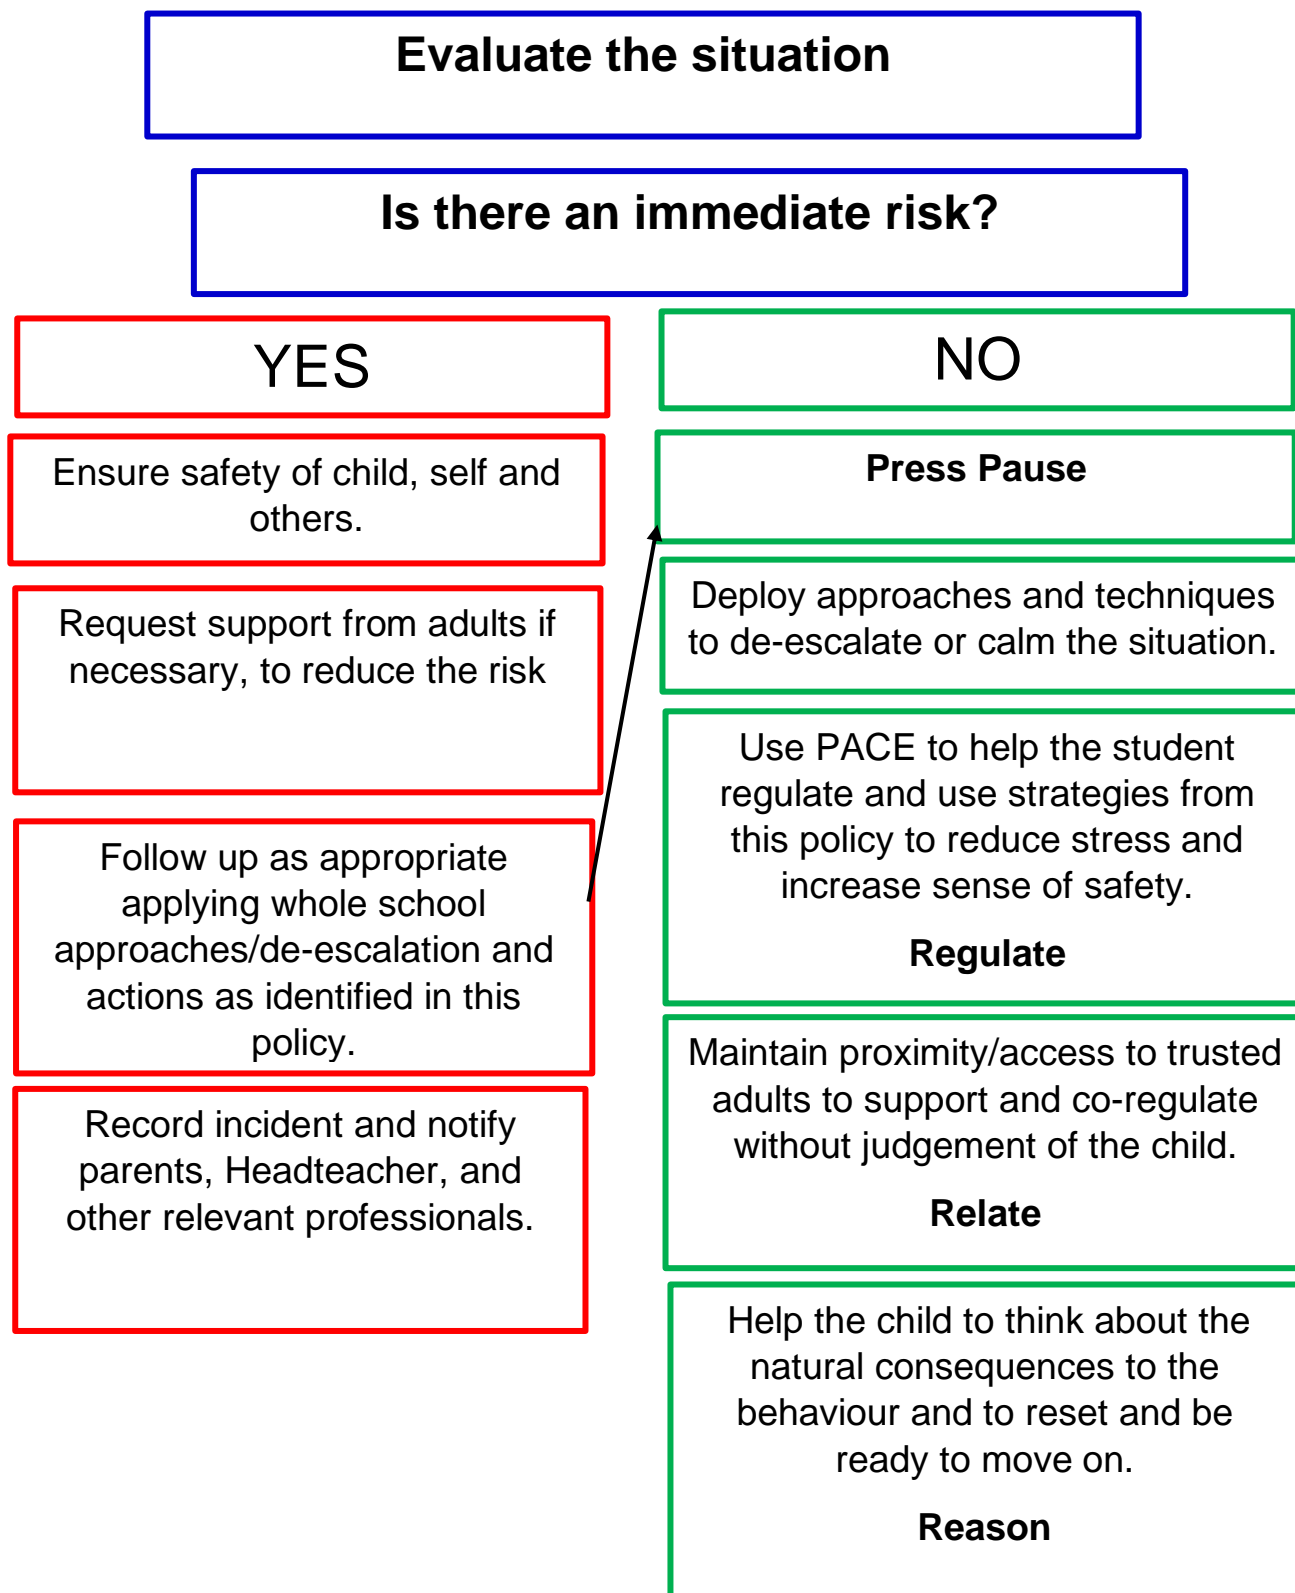 Evaluate the situation
Is there an immediate risk?
YES
Ensure safety of child, self and
others.
Request support from adults if
necessary, to reduce the risk
Follow up as appropriate
applying whole school
approaches/de-escalation and
actions as identified in this
policy.
Record incident and notify
parents, Headteacher, and
other relevant professionals.
NO
Press Pause
Deploy approaches and techniques
to de-escalate or calm the situation.
Use PACE to help the student
regulate and use strategies from
this policy to reduce stress and
increase sense of safety.
Regulate
Maintain proximity/access to trusted
adults to support and co-regulate
without judgement of the child.
Relate
Help the child to think about the
natural consequences to the
behaviour and to reset and be
ready to move on.
Reason